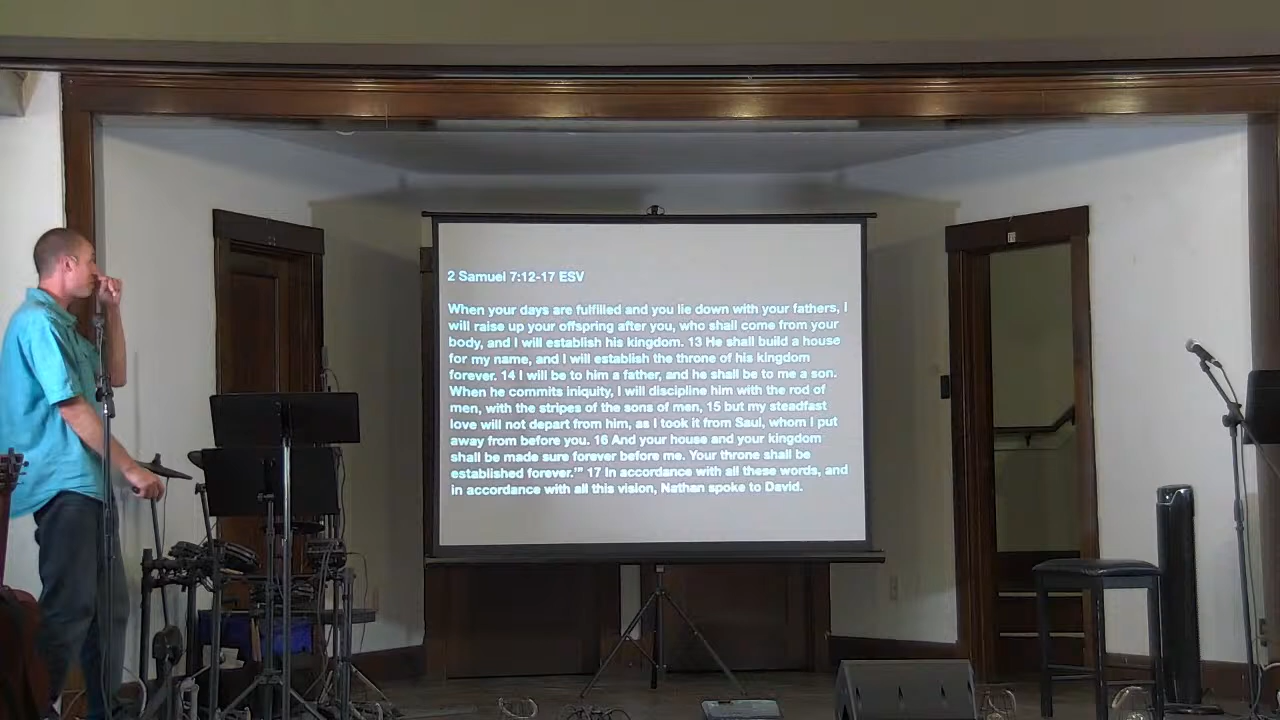 2 Samuel 7:12-17 ESV
When your days are fulfilled and you lie down with your fathers, I
will raise up your offspring after you, who shall come from your
body, and I will establish his kingdom. 13 He shall build a house
for my name, and I will establish the throne of his kingdom
forever. 14 I will be to him a father, and he shall be to me a son.
When he commits iniquity, I will discipline him with the rod of
men, with the stripes of the sons of men, 15 but my steadfast
love will not depart from him, as I took it from Saul, whom I put
away from before you. 16 And your house and your kingdom
shall be made sure forever before me. Your throne shall be
established forever.’” 17 In accordance with all these words, and
in accordance with all this vision, Nathan spoke to David.